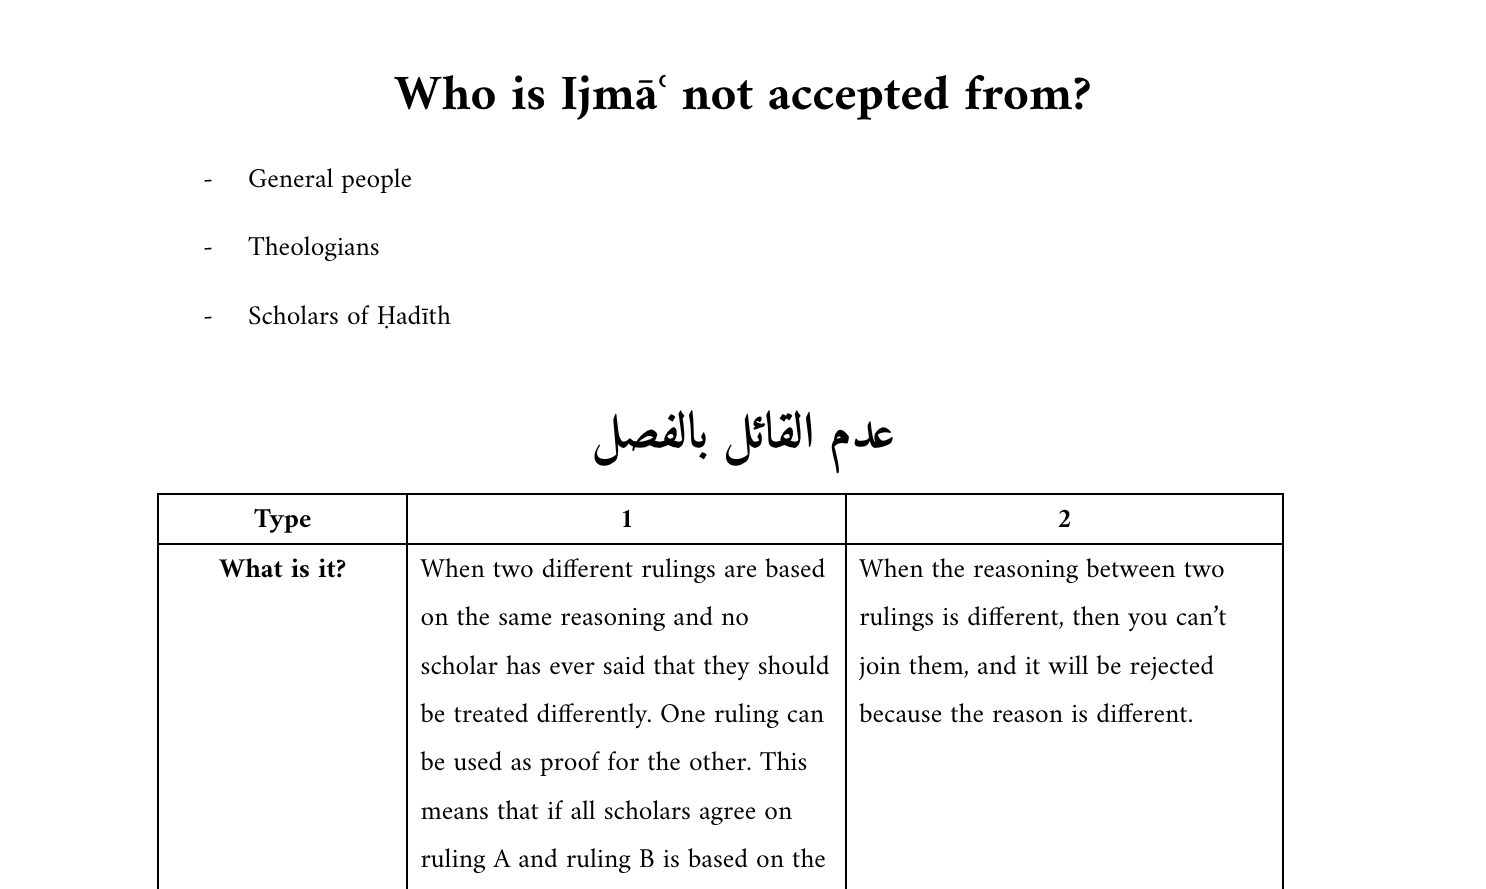 Who is Ijmāʿ not accepted from?
- General people
- Theologians
- Scholars of Ḥadīth
عدم القائل بالفصل
Type 1 2
What is it?
When two different rulings are based
on the same reasoning and no
scholar has ever said that they should
be treated differently. One ruling can
be used as proof for the other. This
means that if all scholars agree on
ruling A and ruling B is based on the
When the reasoning between two
rulings is different, then you can’t
join them, and it will be rejected
because the reason is different.